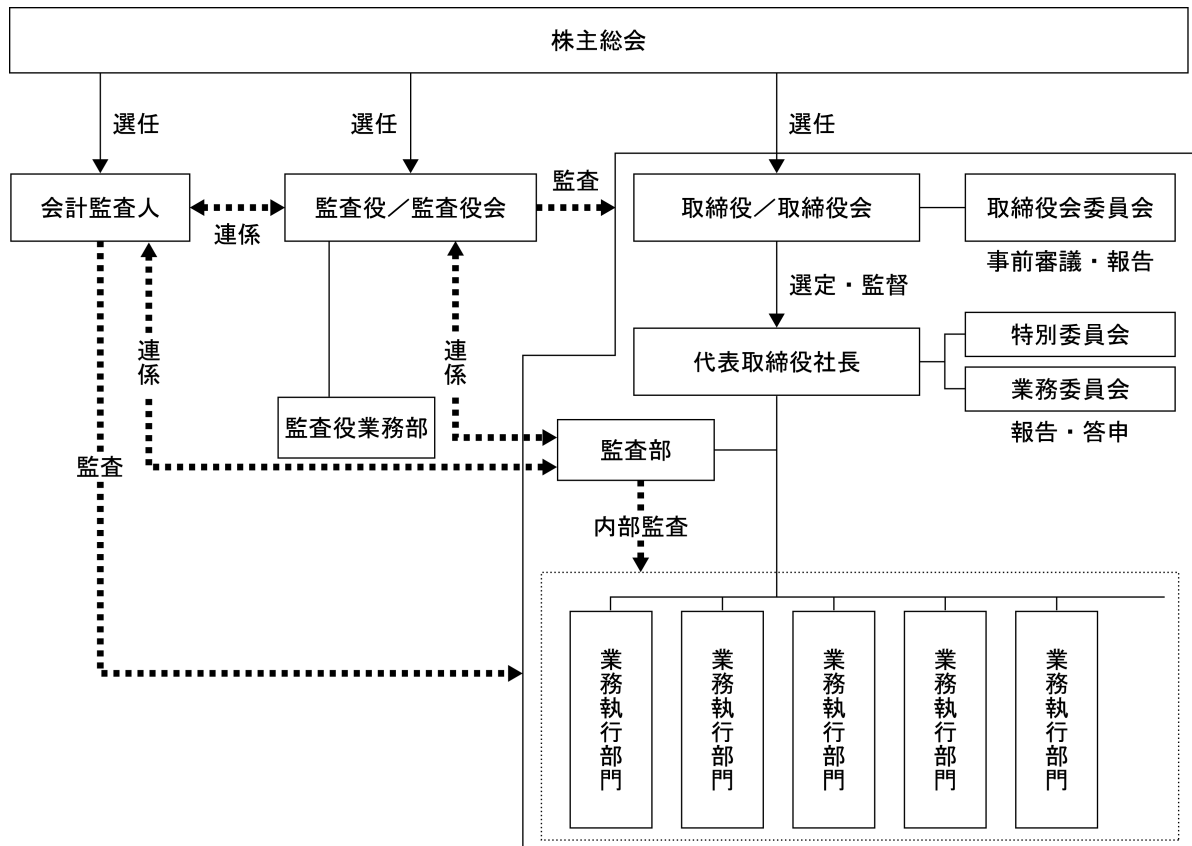 株主総会
選任
選任
選任
会計監査人
連係
監査役／監査役会
監査
取締役／取締役会
取締役会委員会
事前審議・報告
選定・監督
代表取締役社長
特別委員会
業務委員会
報告・答申
連係
連係
監査役業務部
監査部
監査
内部監査
業務執行部門
業務執行部門
業務執行部門
業務執行部門
業務執行部門